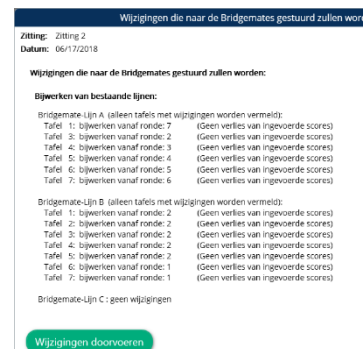 Wijzigingen die naar de Bridgemates gestuurd zullen wor
Zitting: Zitting 2
Datum: 06/17/2018
Wijzigingen die naar de Bridgemates gestuurd zullen worden:
Bijwerken van bestaande lijnen:
Bridgemate-Lijn A (alleen tafels met wijzigingen worden vermeld):
Tafel 1: bijwerken vanaf ronde: 7 (Geen verlies van ingevoerde scores)
Tafel 3: bijwerken vanaf ronde: 2 (Geen verlies van ingevoerde scores)
Tafel 4: bijwerken vanaf ronde: 3 (Geen verlies van ingevoerde scores)
Tafel 5: bijwerken vanaf ronde: 4 (Geen verlies van ingevoerde scores)
Tafel 6: bijwerken vanaf ronde: 5 (Geen verlies van ingevoerde scores)
Tafel 7: bijwerken vanaf ronde: 6 (Geen verlies van ingevoerde scores)
Bridgemate-Lijn B (alleen tafels met wijzigingen worden vermeld):
Tafel 1: bijwerken vanaf ronde: 2 (Geen verlies van ingevoerde scores)
Tafel 2: bijwerken vanaf ronde: 2 (Geen verlies van ingevoerde scores)
Tafel 3: bijwerken vanaf ronde: 2 (Geen verlies van ingevoerde scores)
Tafel 4: bijwerken vanaf ronde: 2 (Geen verlies van ingevoerde scores)
Tafel 5: bijwerken vanaf ronde: 2 (Geen verlies van ingevoerde scores)
Tafel 6: bijwerken vanaf ronde: 1 (Geen verlies van ingevoerde scores)
Tafel 7: bijwerken vanaf ronde: 1 (Geen verlies van ingevoerde scores)
Bridgemate-Lijn C : geen wijzigingen
Wijzigingen doorvoeren